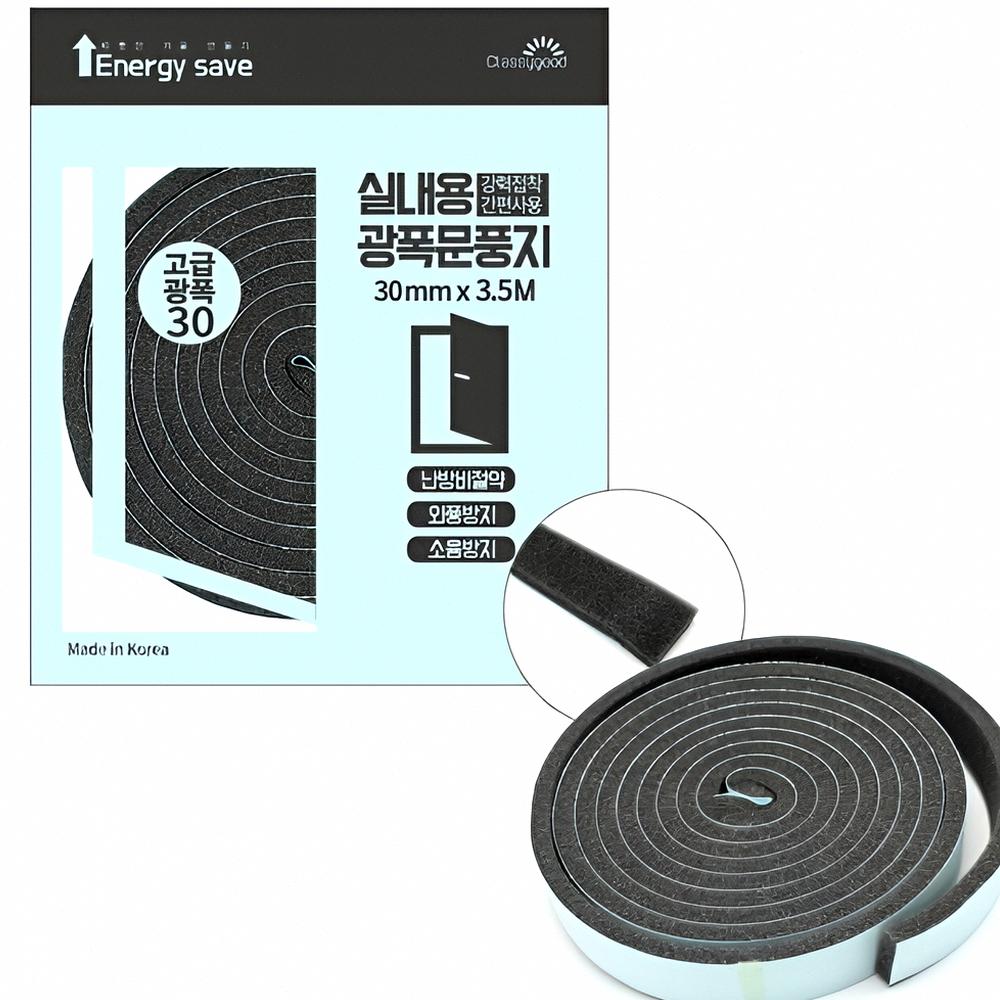 Energy save
Classygood
실내용
강력접착
간편사용
광폭문풍지
30mm x 3.5M
고급
광폭
30
난방비절약
외풍방지
소음방지
Made in Korea